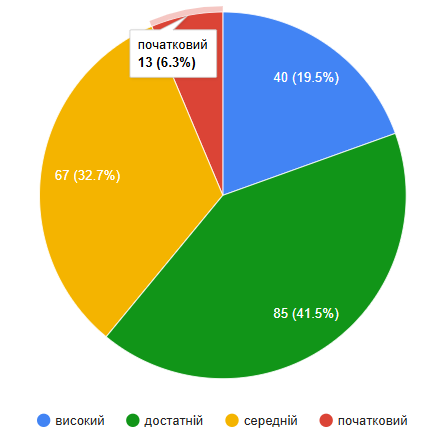 початковий
13 (6.3%)
40 (19.5%)
67 (32.7%)
85 (41.5%)
високий достатній середній початковий